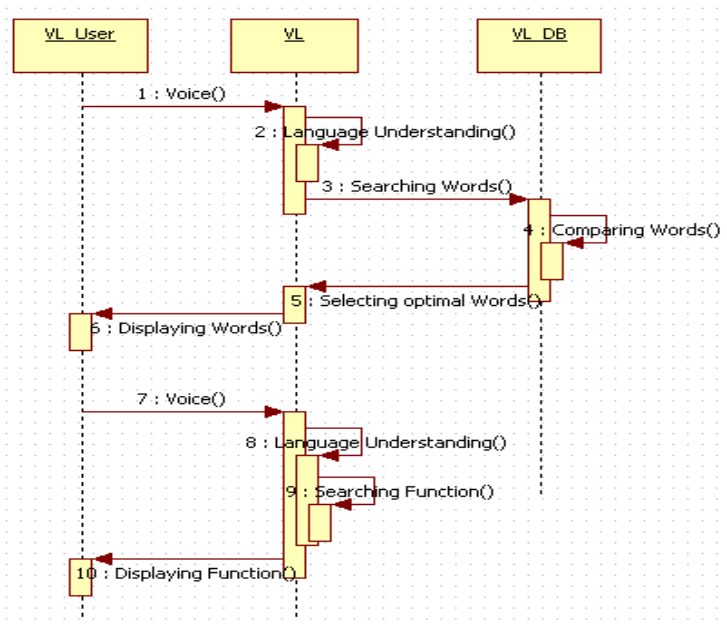 VL_User
VL
VL_DB
1 : Voice()
2 : Language Understanding()
3 : Searching Words()
4 : Comparing Words()
5 : Selecting optimal Words()
6 : Displaying Words()
7 : Voice()
8 : Language Understanding()
9 : Searching Function()
10 : Displaying Function()